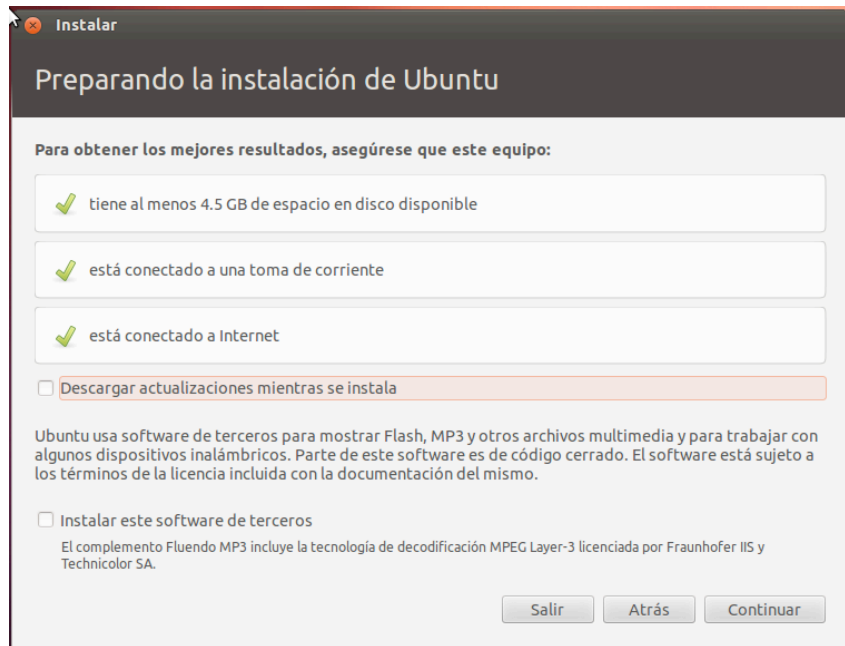 Instalar
Preparando la instalación de Ubuntu
Para obtener los mejores resultados, asegúrese que este equipo:
tiene al menos 4.5 GB de espacio en disco disponible
está conectado a una toma de corriente
está conectado a Internet
Descargar actualizaciones mientras se instala
Ubuntu usa software de terceros para mostrar Flash, MP3 y otros archivos multimedia y para trabajar con
algunos dispositivos inalámbricos. Parte de este software es de código cerrado. El software está sujeto a
los términos de la licencia incluida con la documentación del mismo.
Instalar este software de terceros
El complemento Fluendo MP3 incluye la tecnología de decodificación MPEG Layer-3 licenciada por Fraunhofer IIS y
Technicolor SA.
Salir Atrás Continuar